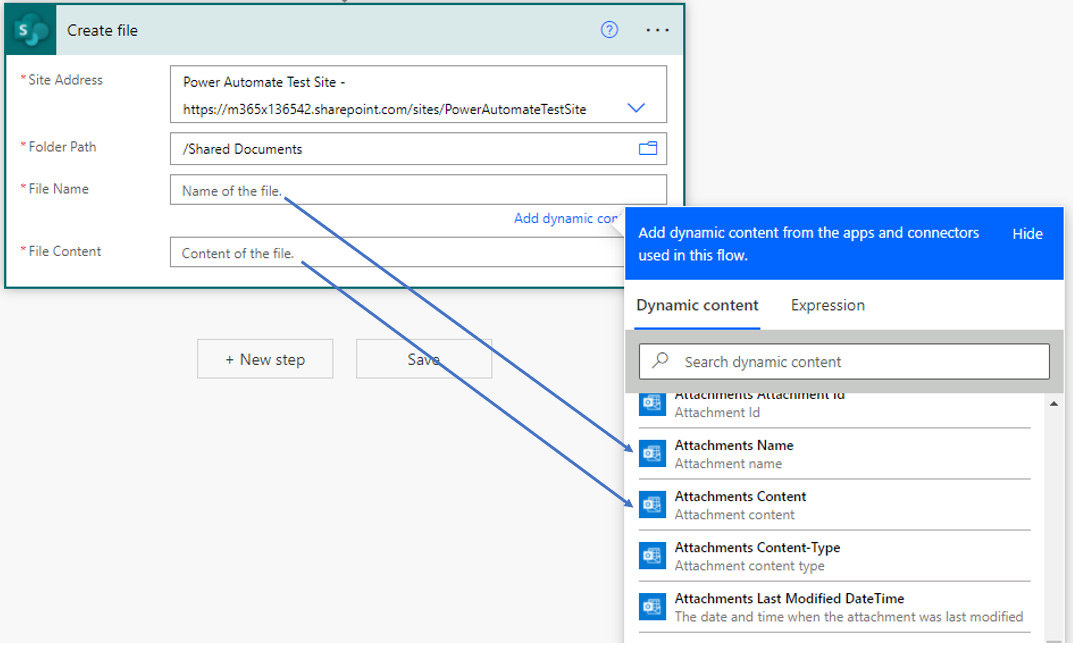 Create file
* Site Address
Power Automate Test Site -
https://m365x136542.sharepoint.com/sites/PowerAutomateTestSite
* Folder Path
/Shared Documents
* File Name
Name of the file.
Add dynamic con
* File Content
Content of the file.
+ New step
Save
Add dynamic content from the apps and connectors
used in this flow.
Hide
Dynamic content
Expression
Search dynamic content
Attachments Attachment Id
Attachment Id
Attachments Name
Attachment name
Attachments Content
Attachment content
Attachments Content-Type
Attachment content type
Attachments Last Modified DateTime
The date and time when the attachment was last modified